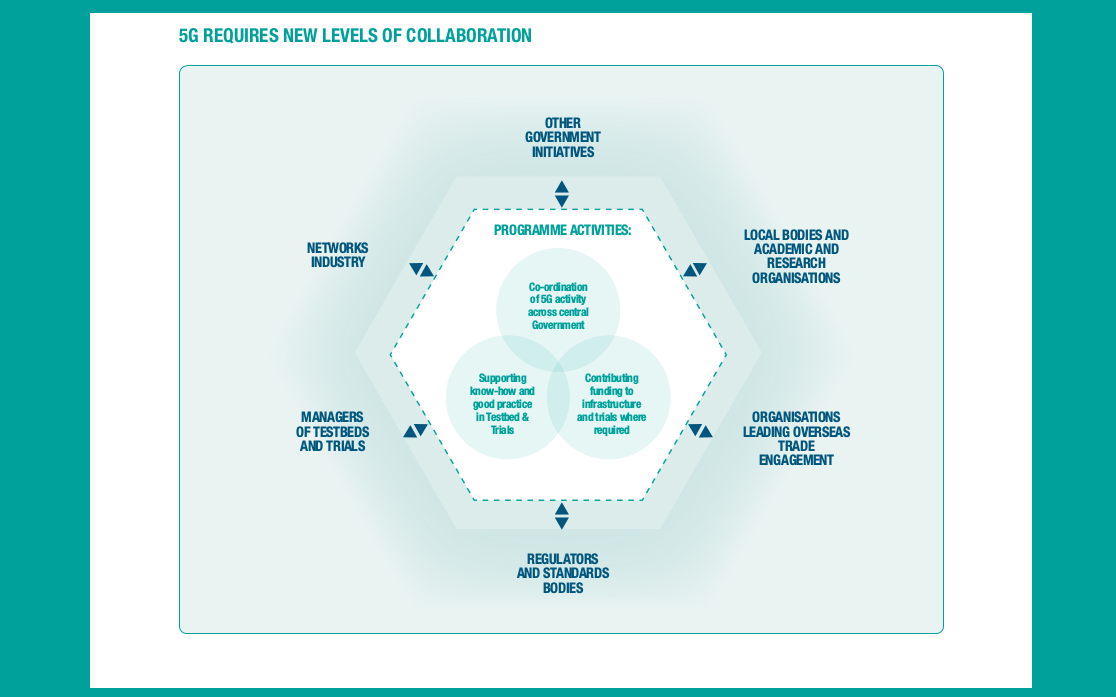 5G REQUIRES NEW LEVELS OF COLLABORATION
OTHER
GOVERNMENT
INITIATIVES
NETWORKS
INDUSTRY
LOCAL BODIES AND
ACADEMIC AND
RESEARCH
ORGANISATIONS
PROGRAMME ACTIVITIES:
Co-ordination
of 5G activity
across central
Government
Supporting
know-how and
good practice
in Testbed &
Trials
Contributing
funding to
infrastructure
and trials where
required
MANAGERS
OF TESTBEDS
AND TRIALS
ORGANISATIONS
LEADING OVERSEAS
TRADE
ENGAGEMENT
REGULATORS
AND STANDARDS
BODIES